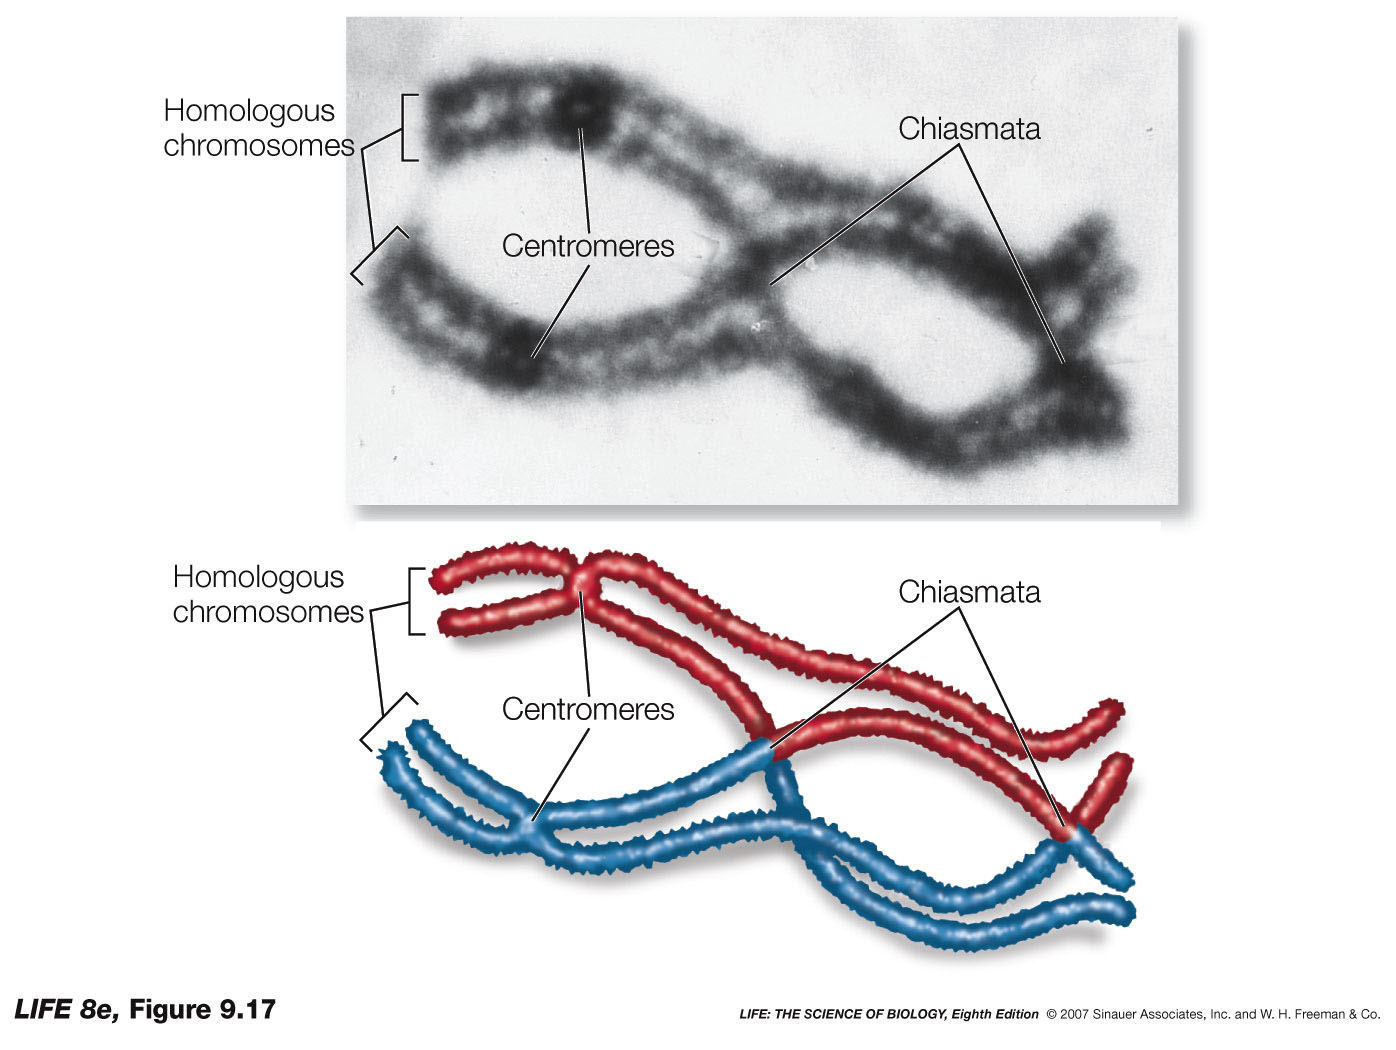 Homologous
chromosomes
Chiasmata
Centromeres
Homologous
chromosomes
Chiasmata
Centromeres
LIFE 8e, Figure 9.17
LIFE: THE SCIENCE OF BIOLOGY, Eighth Edition © 2007 Sinauer Associates, Inc. and W. H. Freeman & Co.